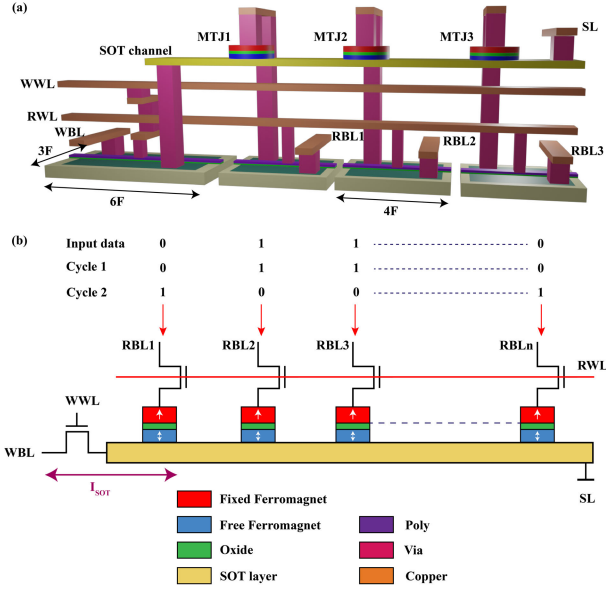 (a)
MTJ1
MTJ2
MTJ3
SL
SOT channel
WWL
RWL
WBL
RBL1
RBL2
RBL3
3F
6F
4F
(b)
Input data 0 1 1 0
Cycle 1 0 1 1 0
Cycle 2 1 0 0 1
RBL1 RBL2 RBL3 RBLn
RWL
WWL
WBL
I_SOT
SL
Fixed Ferromagnet
Free Ferromagnet Poly
Oxide Via
SOT layer Copper